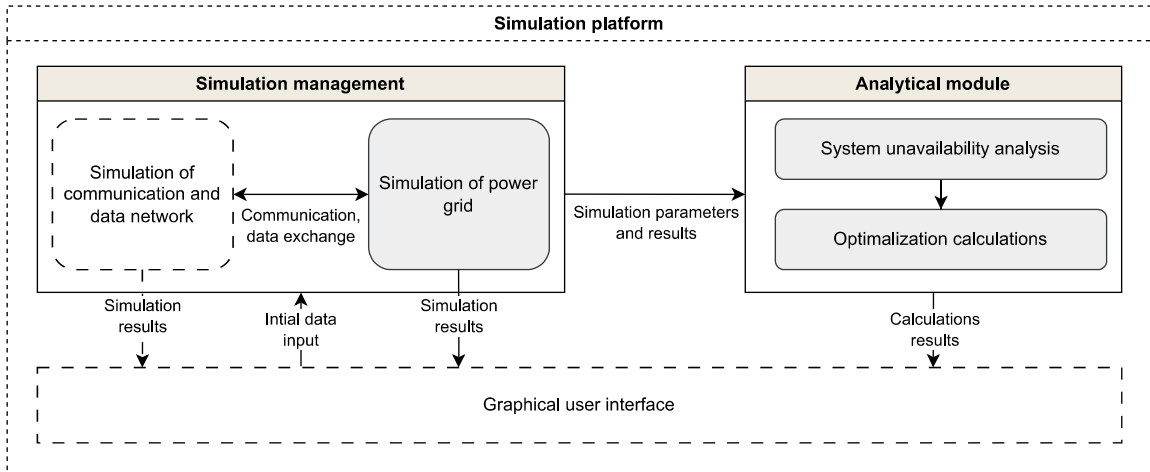 Simulation platform
Simulation management
Analytical module
Simulation of
communication and
data network
Communication,
data exchange
Simulation of power
grid
Simulation parameters
and results
System unavailability analysis
Optimalization calculations
Simulation
results
Intial data
input
Simulation
results
Calculations
results
Graphical user interface